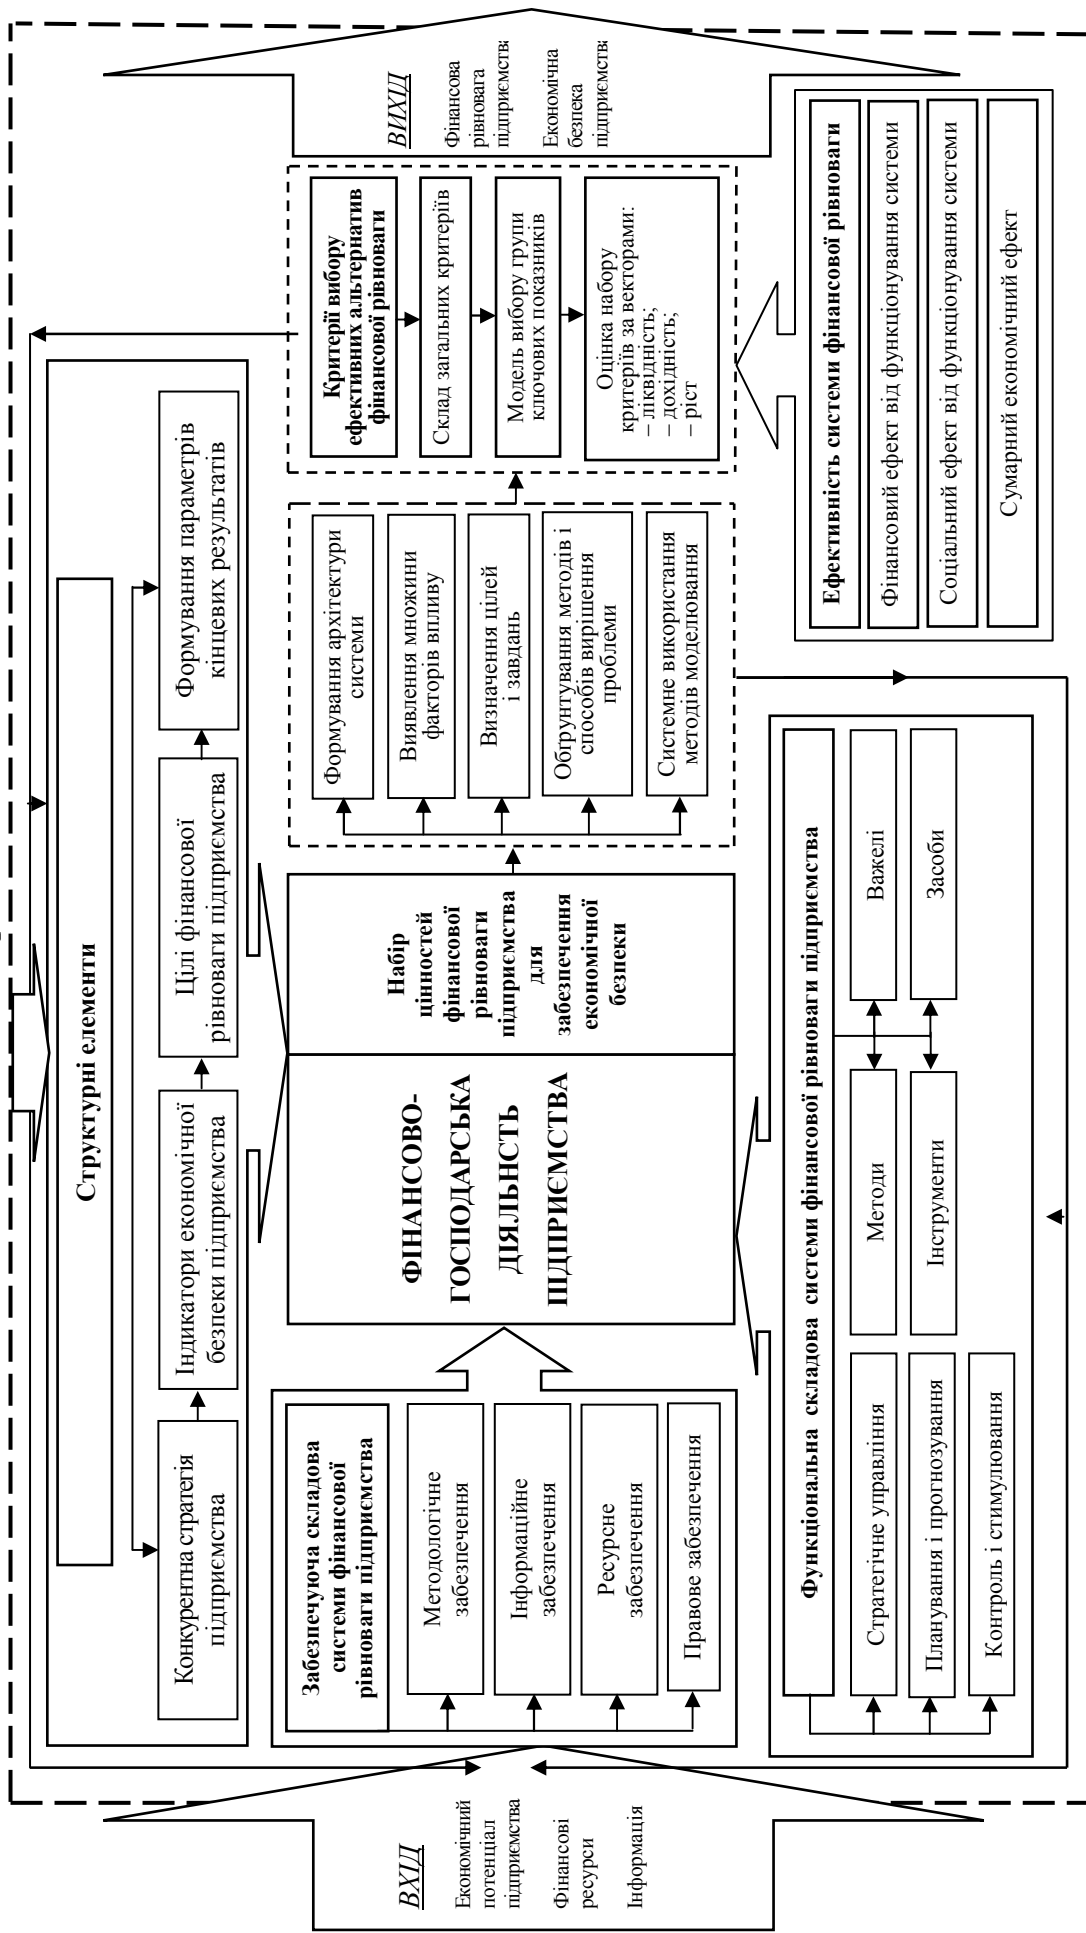 Структурні елементи
Конкурентна стратегія
підприємства
Індикатори економічної
безпеки підприємства
Цілі фінансової
рівноваги підприємства
Формування параметрів
кінцевих результатів
ВХІД
Економічний
потенціал
підприємства
Фінансові
ресурси
Інформація
Забезпечуюча складова
системи фінансової
рівноваги підприємства
Методологічне
забезпечення
Інформаційне
забезпечення
Ресурсне
забезпечення
Правове забезпечення
ФІНАНСОВО-
ГОСПОДАРСЬКА
ДІЯЛЬНСТЬ
ПІДПРИЄМСТВА
Набір
цінностей
фінансової
рівноваги
підприємства
для
забезпечення
економічної
безпеки
Формування архітектури
системи
Виявлення множини
факторів впливу
Визначення цілей
і завдань
Обґрунтування методів і
способів вирішення
проблеми
Системне використання
методів моделювання
Критерії вибору
ефективних альтернатив
фінансової рівноваги
Склад загальних критеріїв
Модель вибору групи
ключових показників
Оцінка набору
критеріїв за векторами:
– ліквідність;
– дохідність;
– ріст
ВИХІД
Фінансова
рівновага
підприємств
Економічна
безпека
підприємств
Функціональна складова системи фінансової рівноваги підприємства
Стратегічне управління
Планування і прогнозування
Контроль і стимулювання
Методи
Інструменти
Важелі
Засоби
Ефективність системи фінансової рівноваги
Фінансовий ефект від функціонування системи
Соціальний ефект від функціонування системи
Сумарний економічний ефект